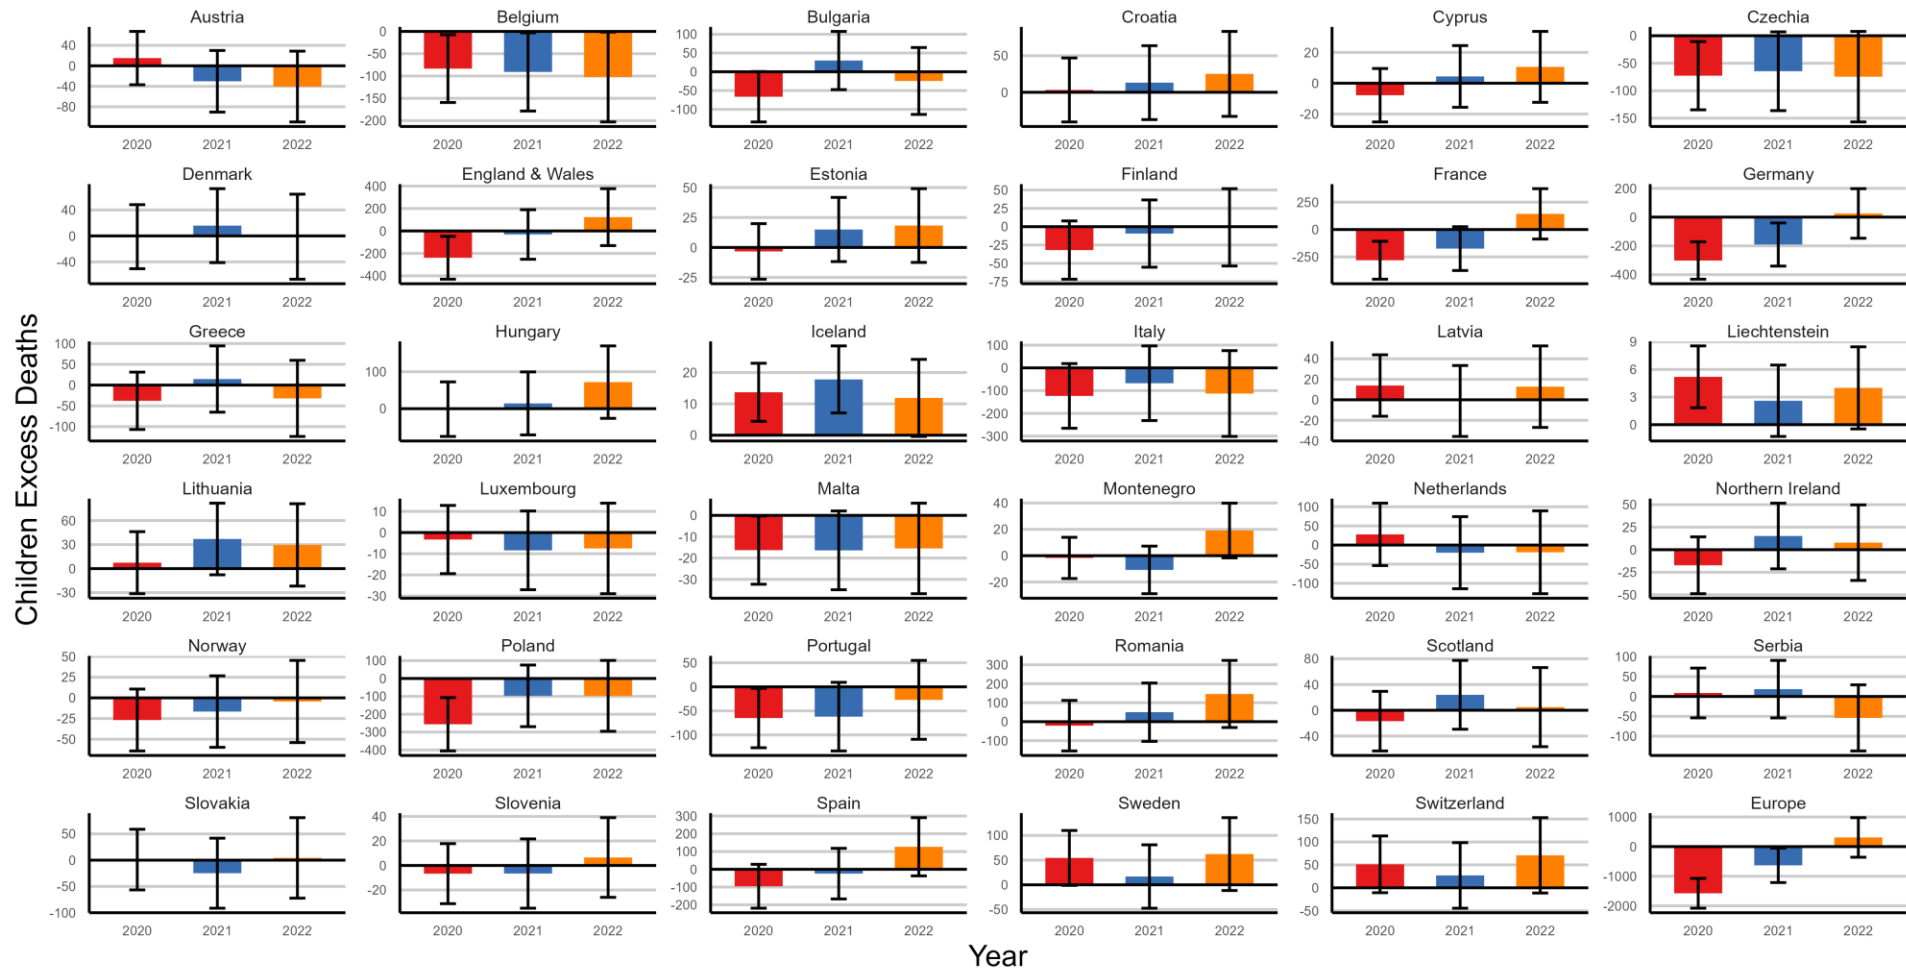 Children Excess Deaths
Austria
40
0
-40
-80
2020 2021 2022
Belgium
0
-50
-100
-150
-200
2020 2021 2022
Bulgaria
100
50
0
-50
-100
2020 2021 2022
Croatia
50
0
2020 2021 2022
Cyprus
20
0
-20
2020 2021 2022
Czechia
0
-50
-100
-150
2020 2021 2022
Denmark
40
0
-40
2020 2021 2022
England & Wales
400
200
0
-200
-400
2020 2021 2022
Estonia
50
25
0
-25
2020 2021 2022
Finland
50
25
0
-25
-50
-75
2020 2021 2022
France
250
0
-250
2020 2021 2022
Germany
200
0
-200
-400
2020 2021 2022
Greece
100
50
0
-50
-100
2020 2021 2022
Hungary
100
0
2020 2021 2022
Iceland
20
10
0
2020 2021 2022
Italy
100
0
-100
-200
-300
2020 2021 2022
Latvia
40
20
0
-20
-40
2020 2021 2022
Liechtenstein
9
6
3
0
2020 2021 2022
Lithuania
60
30
0
-30
2020 2021 2022
Luxembourg
10
0
-10
-20
-30
2020 2021 2022
Malta
0
-10
-20
-30
2020 2021 2022
Montenegro
40
20
0
-20
2020 2021 2022
Netherlands
100
50
0
-50
-100
2020 2021 2022
Northern Ireland
50
25
0
-25
-50
2020 2021 2022
Norway
50
25
0
-25
-50
2020 2021 2022
Poland
100
0
-100
-200
-300
-400
2020 2021 2022
Portugal
50
0
-50
-100
2020 2021 2022
Romania
300
200
100
0
-100
2020 2021 2022
Scotland
80
40
0
-40
2020 2021 2022
Serbia
100
50
0
-50
-100
2020 2021 2022
Slovakia
50
0
-50
-100
2020 2021 2022
Slovenia
40
20
0
-20
2020 2021 2022
Spain
300
200
100
0
-100
-200
2020 2021 2022
Sweden
100
50
0
-50
2020 2021 2022
Switzerland
150
100
50
0
-50
2020 2021 2022
Europe
1000
0
-1000
-2000
2020 2021 2022
Year